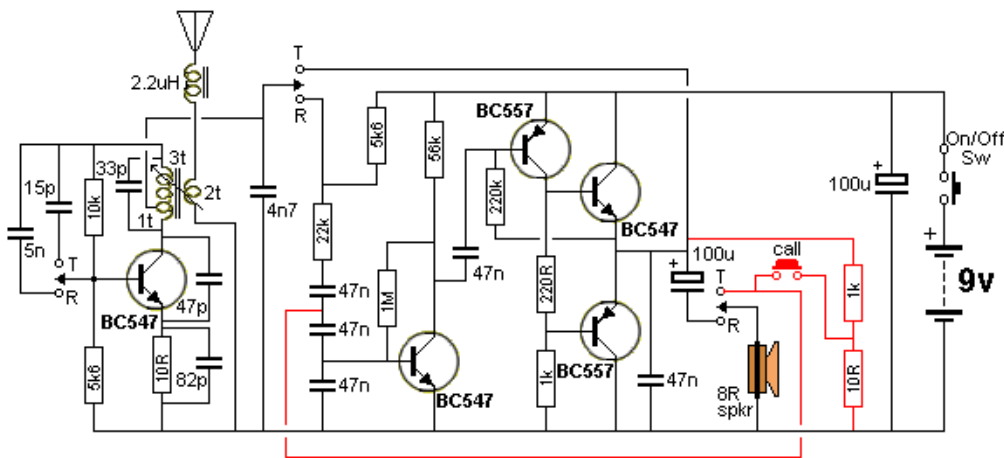 T
2.2uH
BC557
R
5k6
56k
On/Off
Sw
33p
3t
15p
10k
2t
4n7
220k
100u
+
1t
22k
BC547
5n
T
47n
100u
call
+
R
47n
1M
220R
+
T
9v
BC547
47p
47n
R
1k
5k6
10R
82p
47n
BC547
1k
BC557
47n
8R
spkr
10R